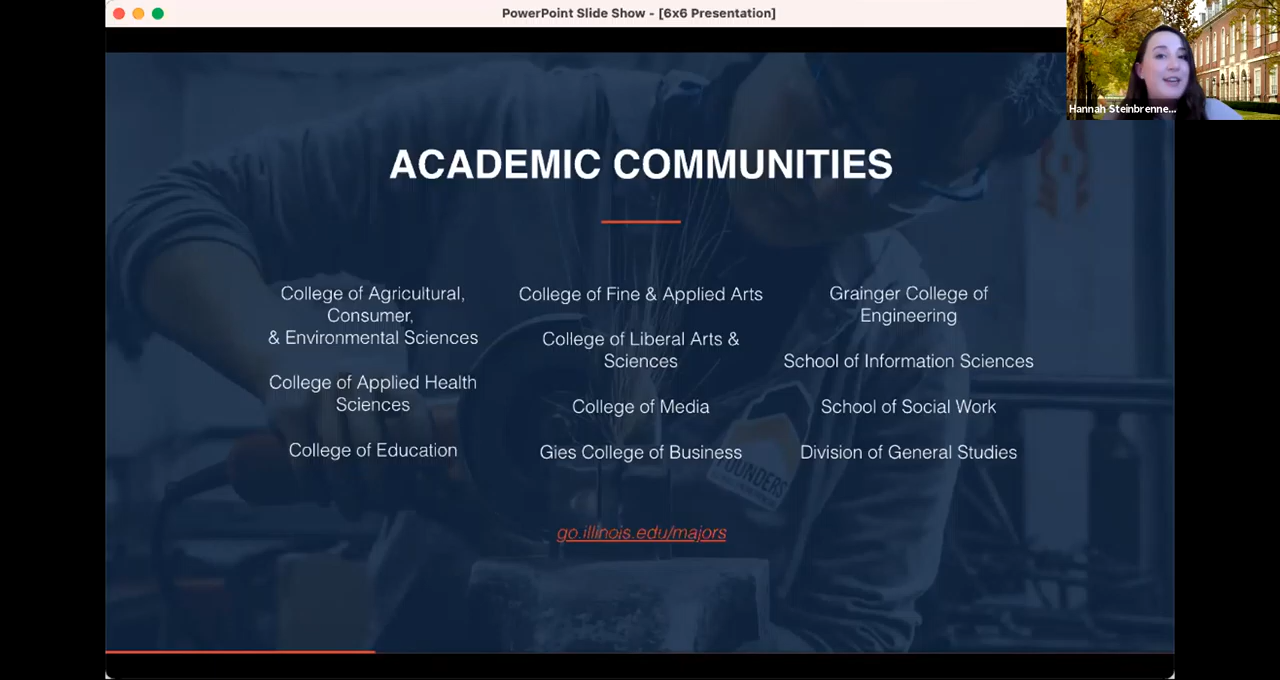 PowerPoint Slide Show - [6x6 Presentation]
Hannah Steinbrenne...
ACADEMIC COMMUNITIES
College of Agricultural,
Consumer,
& Environmental Sciences
College of Applied Health
Sciences
College of Education
College of Fine & Applied Arts
College of Liberal Arts &
Sciences
College of Media
Gies College of Business
Grainger College of
Engineering
School of Information Sciences
School of Social Work
Division of General Studies
FOUNDERS
go.illinois.edu/majors